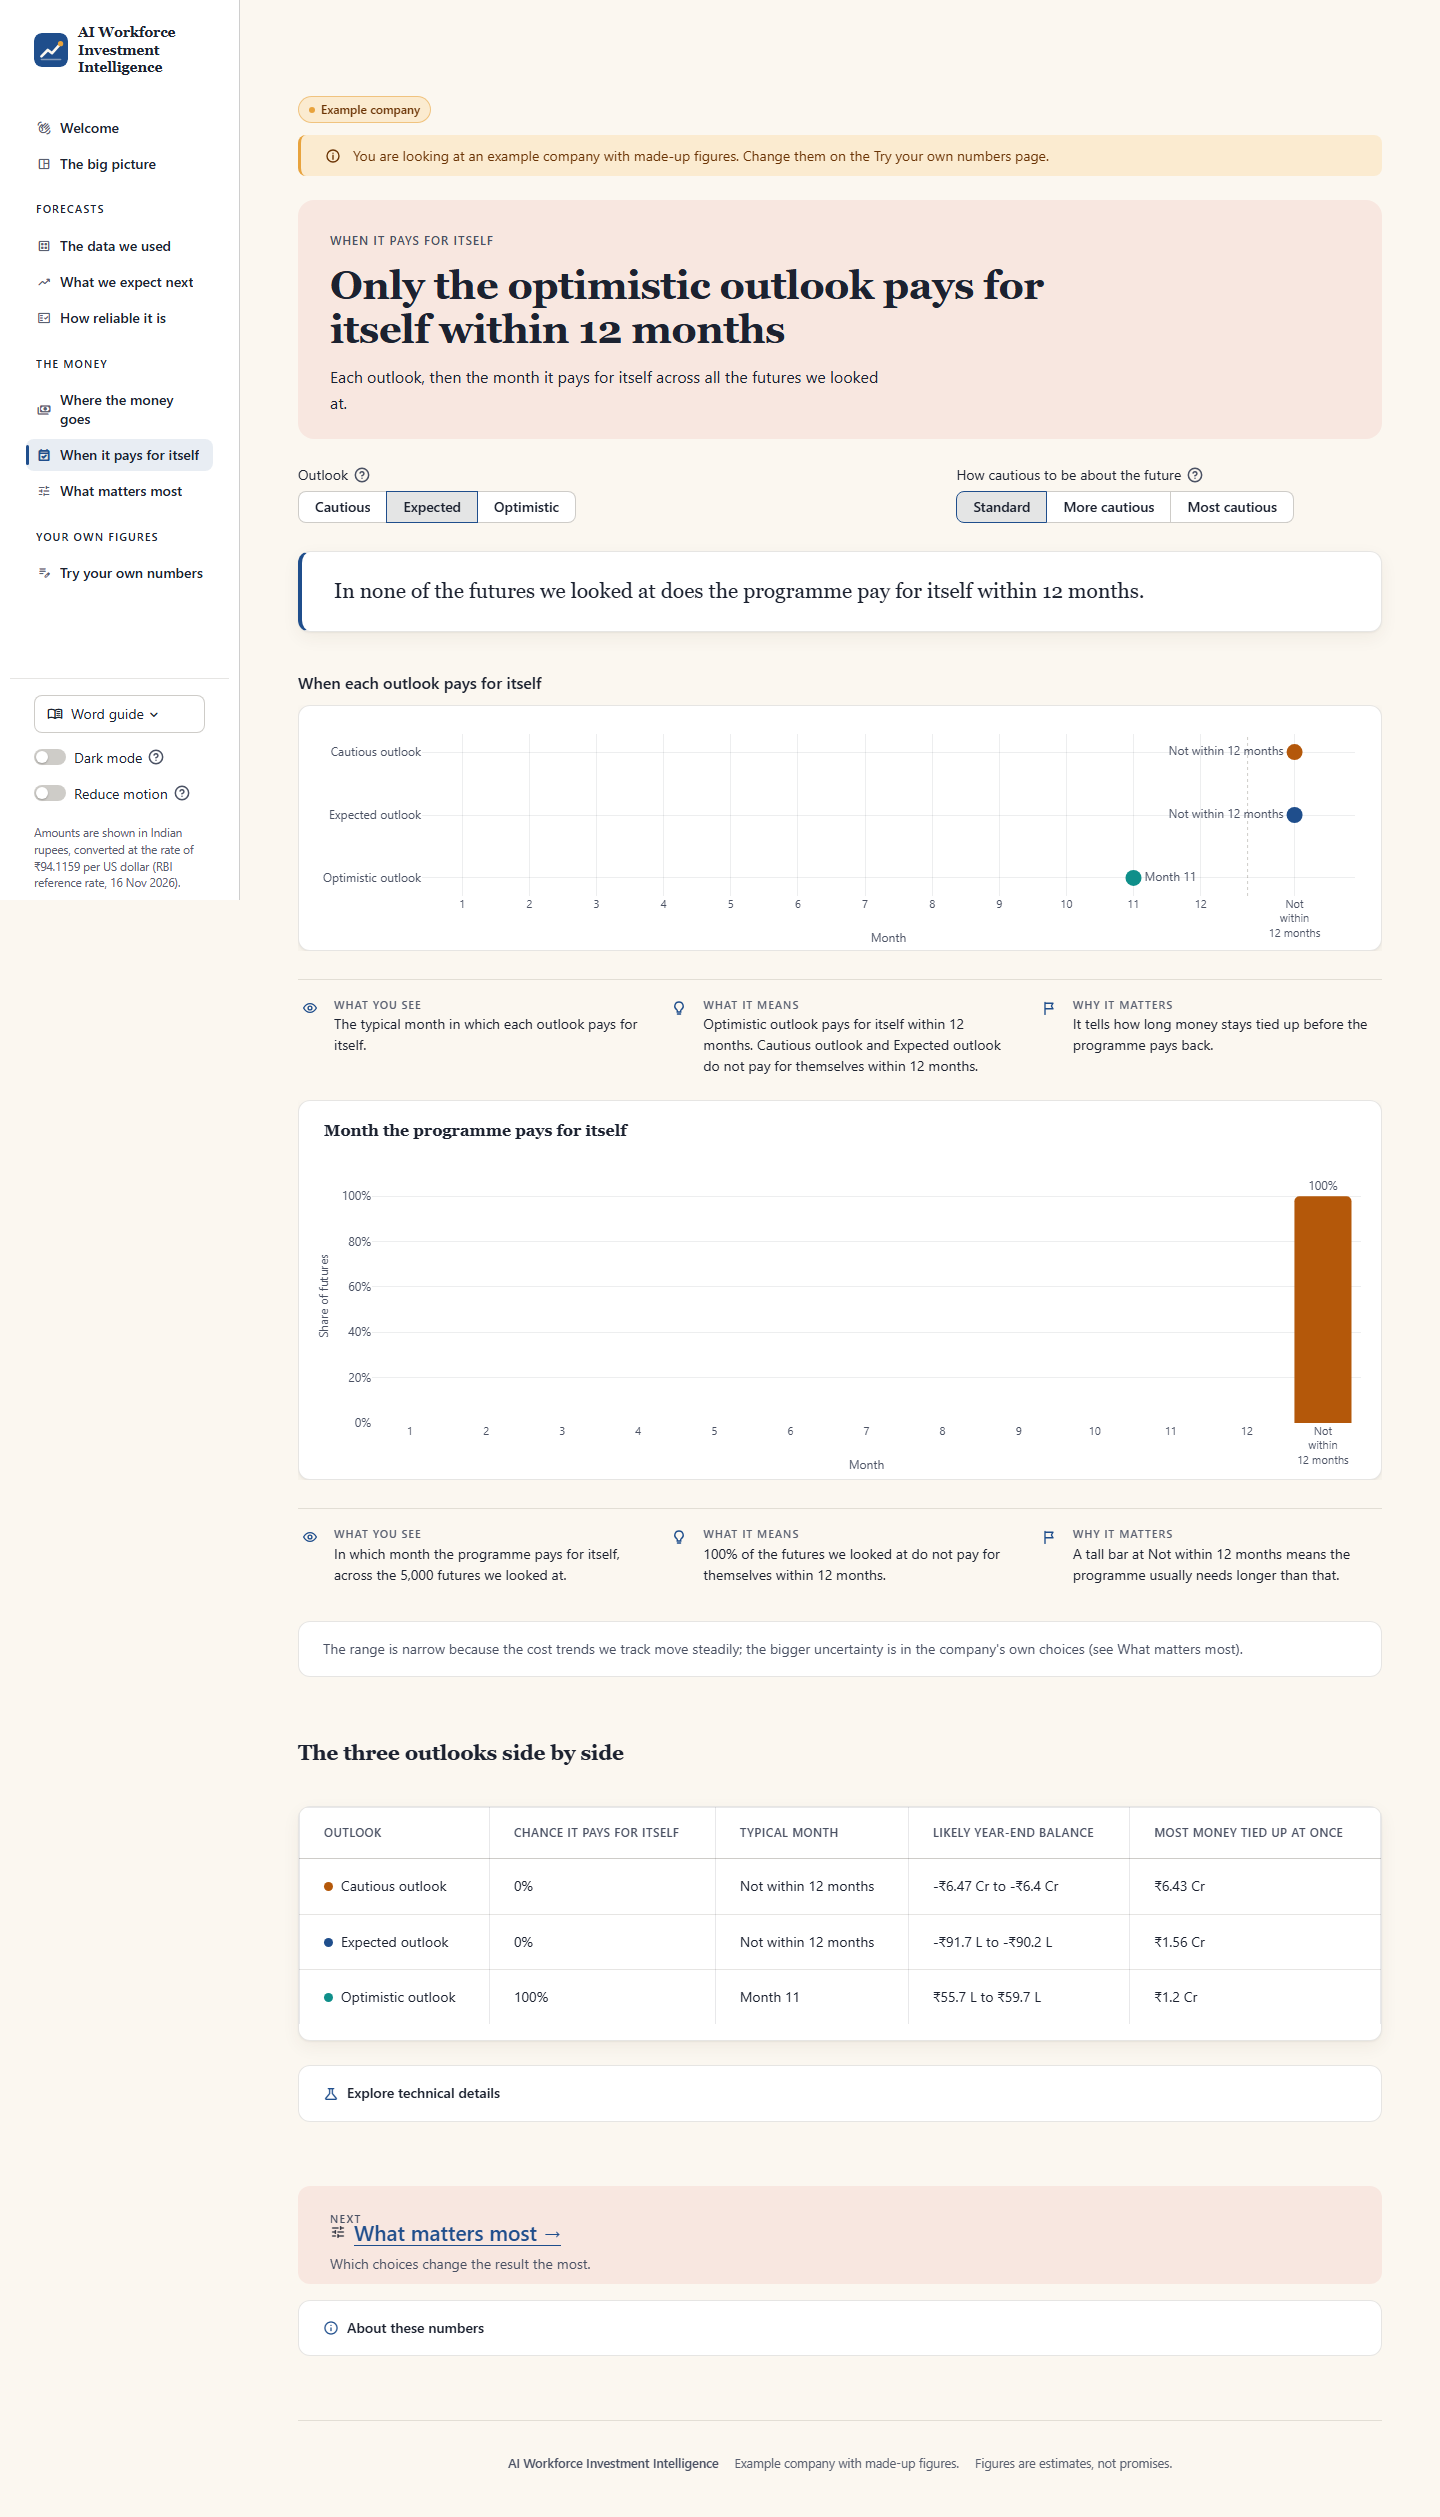 AI Workforce
Investment
Intelligence
Welcome
The big picture
FORECASTS
The data we used
What we expect next
How reliable it is
THE MONEY
Where the money
goes
When it pays for itself
What matters most
YOUR OWN FIGURES
Try your own numbers
Word guide
Dark mode
Reduce motion
Amounts are shown in Indian
rupees, converted at the rate of
₹94.1159 per US dollar (RBI
reference rate, 16 Nov 2026).
Example company
You are looking at an example company with made-up figures. Change them on the Try your own numbers page.
WHEN IT PAYS FOR ITSELF
Only the optimistic outlook pays for
itself within 12 months
Each outlook, then the month it pays for itself across all the futures we looked
at.
Outlook
Cautious Expected Optimistic
How cautious to be about the future
Standard More cautious Most cautious
In none of the futures we looked at does the programme pay for itself within 12 months.
When each outlook pays for itself
Cautious outlook Not within 12 months
Expected outlook Not within 12 months
Optimistic outlook Month 11
1 2 3 4 5 6 7 8 9 10 11 12 Not
within
12 months
Month
WHAT YOU SEE
The typical month in which each outlook pays for
itself.
WHAT IT MEANS
Optimistic outlook pays for itself within 12
months. Cautious outlook and Expected outlook
do not pay for themselves within 12 months.
WHY IT MATTERS
It tells how long money stays tied up before the
programme pays back.
Month the programme pays for itself
100%
100%
80%
60%
40%
20%
0%
Share of futures
1 2 3 4 5 6 7 8 9 10 11 12 Not
within
12 months
Month
WHAT YOU SEE
In which month the programme pays for itself,
across the 5,000 futures we looked at.
WHAT IT MEANS
100% of the futures we looked at do not pay for
themselves within 12 months.
WHY IT MATTERS
A tall bar at Not within 12 months means the
programme usually needs longer than that.
The range is narrow because the cost trends we track move steadily; the bigger uncertainty is in the company's own choices (see What matters most).
The three outlooks side by side
OUTLOOK CHANCE IT PAYS FOR ITSELF TYPICAL MONTH LIKELY YEAR-END BALANCE MOST MONEY TIED UP AT ONCE
Cautious outlook 0% Not within 12 months -₹6.47 Cr to -₹6.4 Cr ₹6.43 Cr
Expected outlook 0% Not within 12 months -₹91.7 L to -₹90.2 L ₹1.56 Cr
Optimistic outlook 100% Month 11 ₹55.7 L to ₹59.7 L ₹1.2 Cr
Explore technical details
NEXT
What matters most →
Which choices change the result the most.
About these numbers
AI Workforce Investment Intelligence Example company with made-up figures. Figures are estimates, not promises.